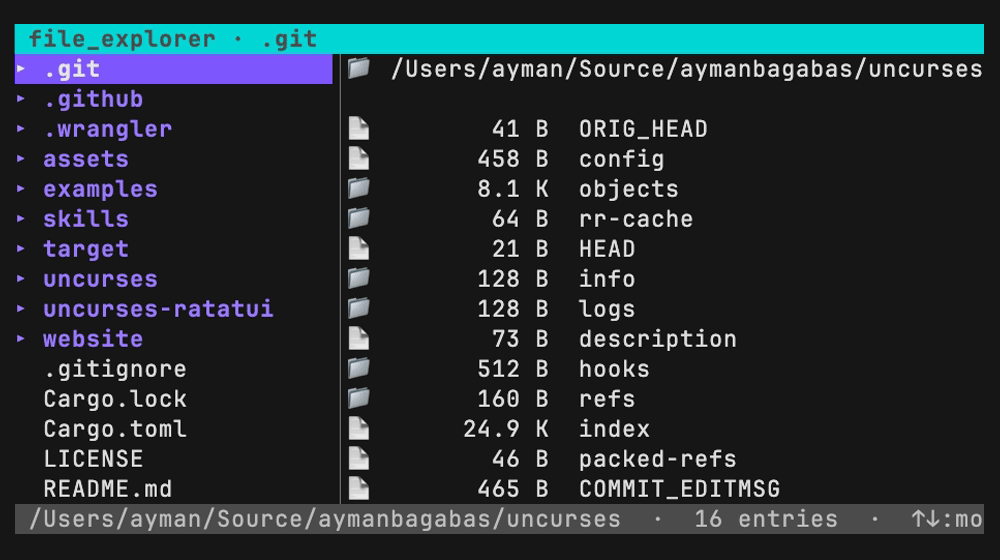 file_explorer · .git
▸ .git
▸ .github
▸ .wrangler
▸ assets
▸ examples
▸ skills
▸ target
▸ uncurses
▸ uncurses-ratatui
▸ website
.gitignore
Cargo.lock
Cargo.toml
LICENSE
README.md
/Users/ayman/Source/aymanbagabas/uncurses
41 B ORIG_HEAD
458 B config
8.1 K objects
64 B rr-cache
21 B HEAD
128 B info
128 B logs
73 B description
512 B hooks
160 B refs
24.9 K index
46 B packed-refs
465 B COMMIT_EDITMSG
/Users/ayman/Source/aymanbagabas/uncurses · 16 entries · ↑↓:mo